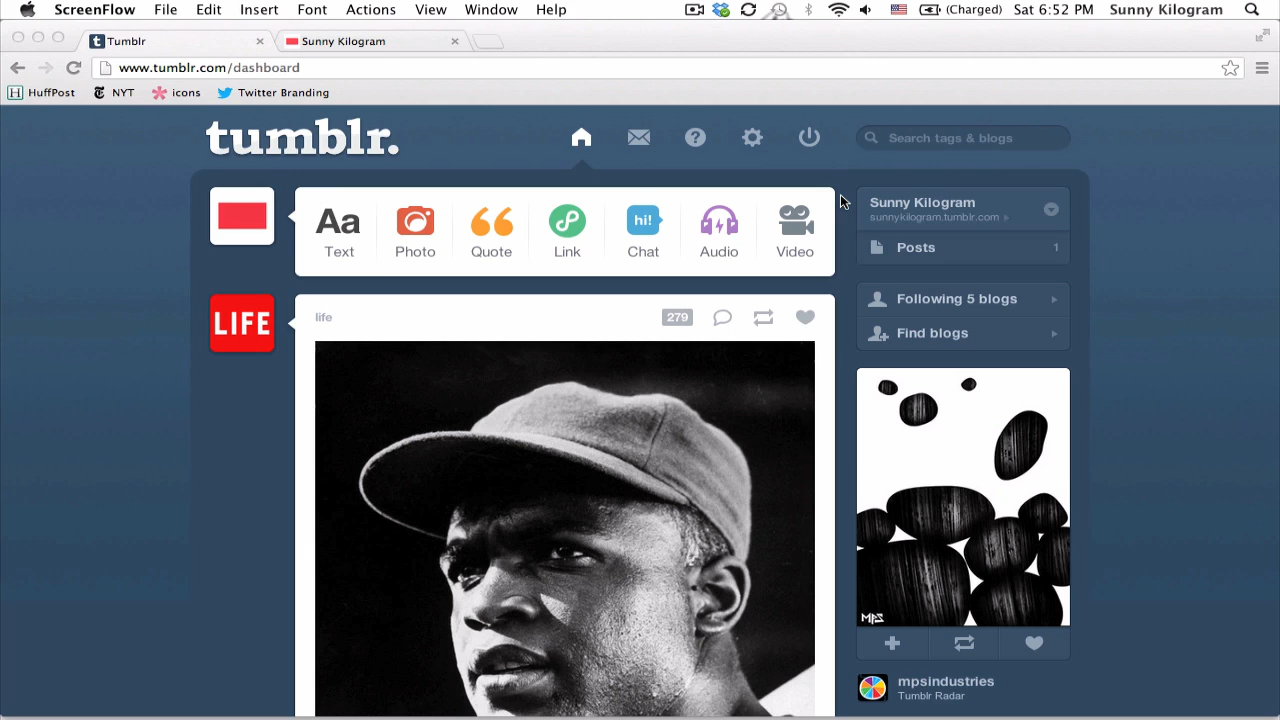 ScreenFlow File Edit Insert Font Actions View Window Help (Charged) Sat 6:52 PM Sunny Kilogram
t Tumblr Sunny Kilogram
www.tumblr.com/dashboard
H HuffPost T NYT icons Twitter Branding
tumblr. ? Search tags & blogs
Aa hi!
Text Photo Quote Link Chat Audio Video
Sunny Kilogram
sunnykilogram.tumblr.com
Posts 1
Following 5 blogs
Find blogs
LIFE
life 279
MPS
mpsindustries
Tumblr Radar